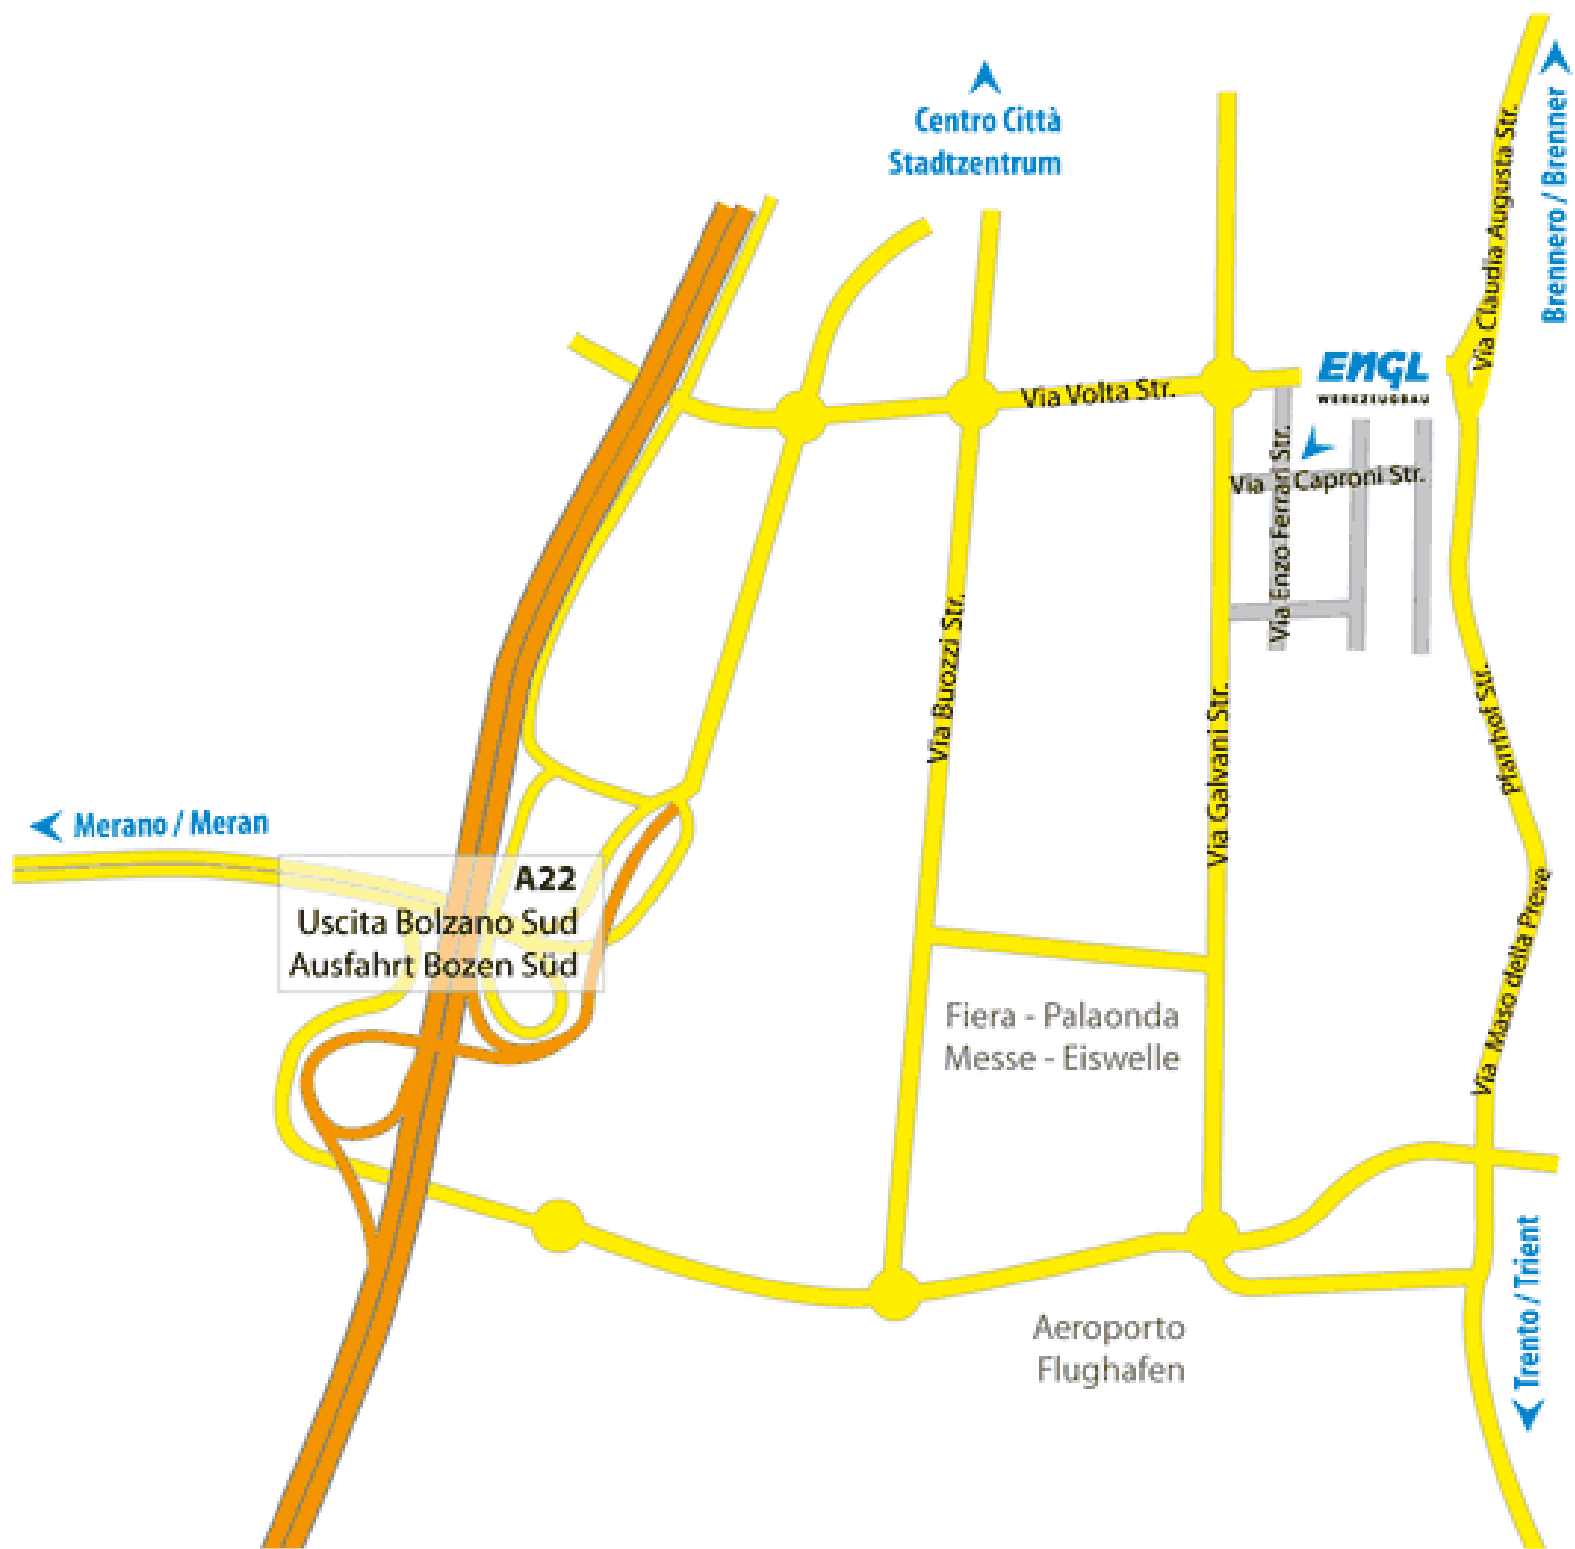 Centro Città
Stadtzentrum
Brennero / Brenner
Via Claudia Augusta Str.
ENGL
WERKZEUGBAU
Via Volta Str.
Via Caproni Str.
Via Enzo Ferrari Str.
Via Buozzi Str.
Via Galvani Str.
Pfarrhof Str.
Merano / Meran
A22
Uscita Bolzano Sud
Ausfahrt Bozen Süd
Via Maso della Pieve
Fiera - Palaonda
Messe - Eiswelle
Trento / Trient
Aeroporto
Flughafen